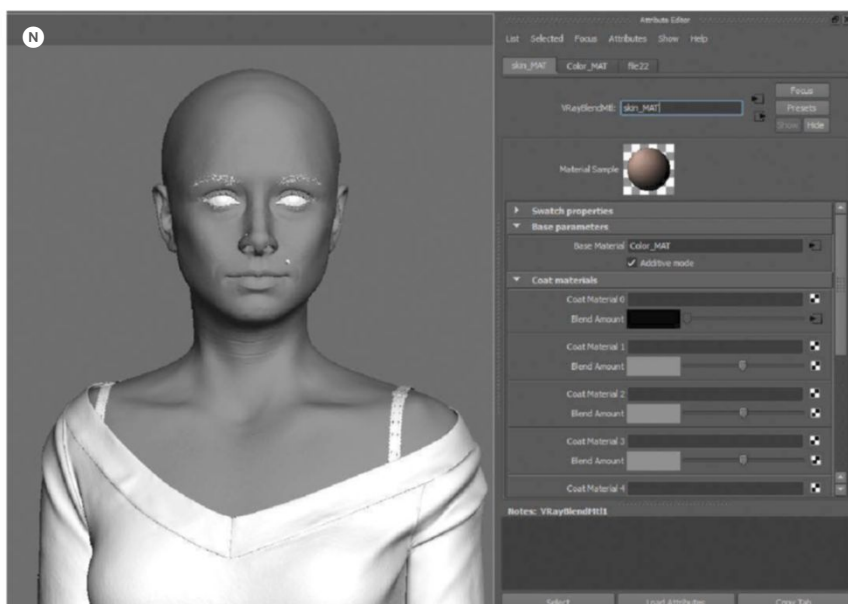 N
Attribute Editor
List Selected Focus Attributes Show Help
skin_MAT Color_MAT file22
Focus
VRayBlendMtl: skin_MAT
Presets
Show Hide
Material Sample
Swatch properties
Base parameters
Base Material Color_MAT
Additive mode
Coat materials
Coat Material 0
Blend Amount
Coat Material 1
Blend Amount
Coat Material 2
Blend Amount
Coat Material 3
Blend Amount
Coat Material 4
Notes: VRayBlendMtl1
Select Load Attributes Copy Tab